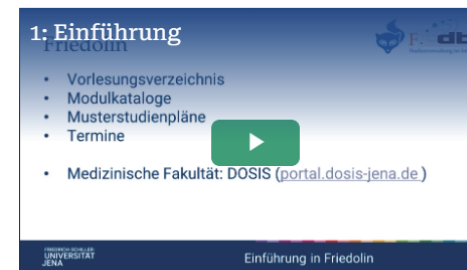 1: Einführung
Friedolin
F. db
Vorlesungsverzeichnis
Modulkataloge
Musterstudienpläne
Termine
Medizinische Fakultät: DOSIS (portal.dosis-jena.de )
FRIEDRICH-SCHILLER-
UNIVERSITÄT
JENA
Einführung in Friedolin